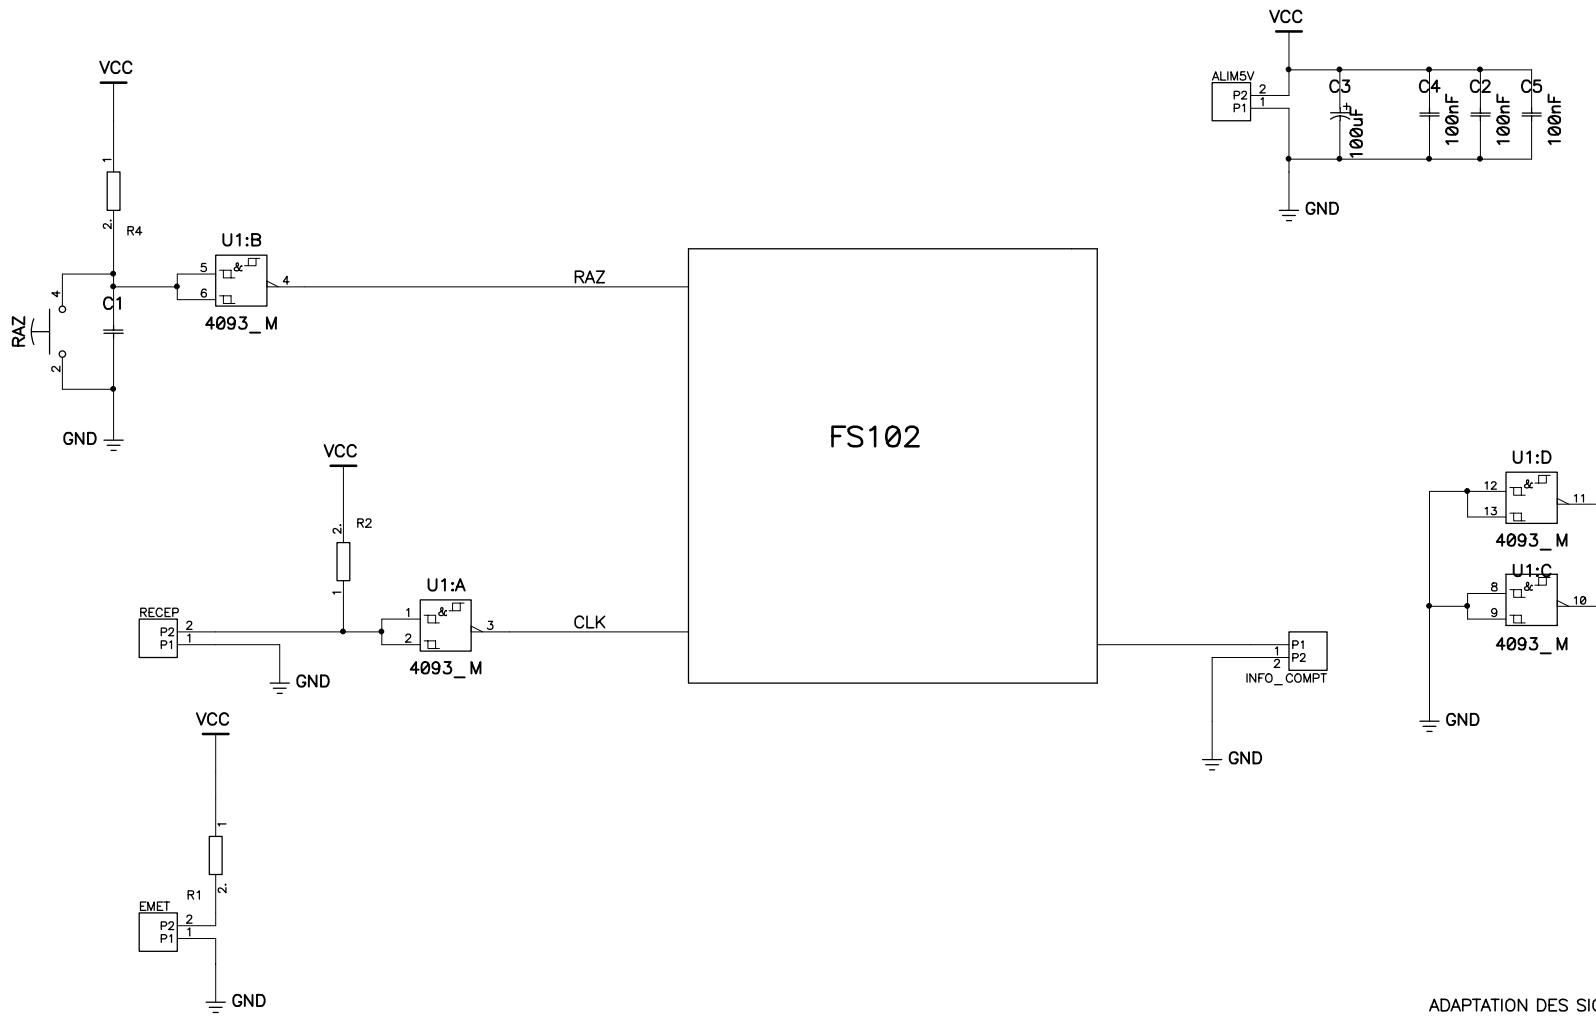 VCC
VCC
ALIM5V
P2 2
P1 1
C3
+
100uF
C4
100nF
C2
100nF
C5
100nF
GND
1
2.
R4
U1:B
5
6
&
4
4093_M
RAZ
4
C1
RAZ
2
GND
FS102
VCC
2.
R2
1
U1:A
1
2
&
3
4093_M
CLK
RECEP
P2 2
P1 1
GND
U1:D
12
13
&
11
4093_M
U1:C
8
9
&
10
4093_M
GND
1 P1
2 P2
INFO_COMPT
GND
VCC
1
2.
R1
EMET
P2 2
P1 1
GND
ADAPTATION DES SIG